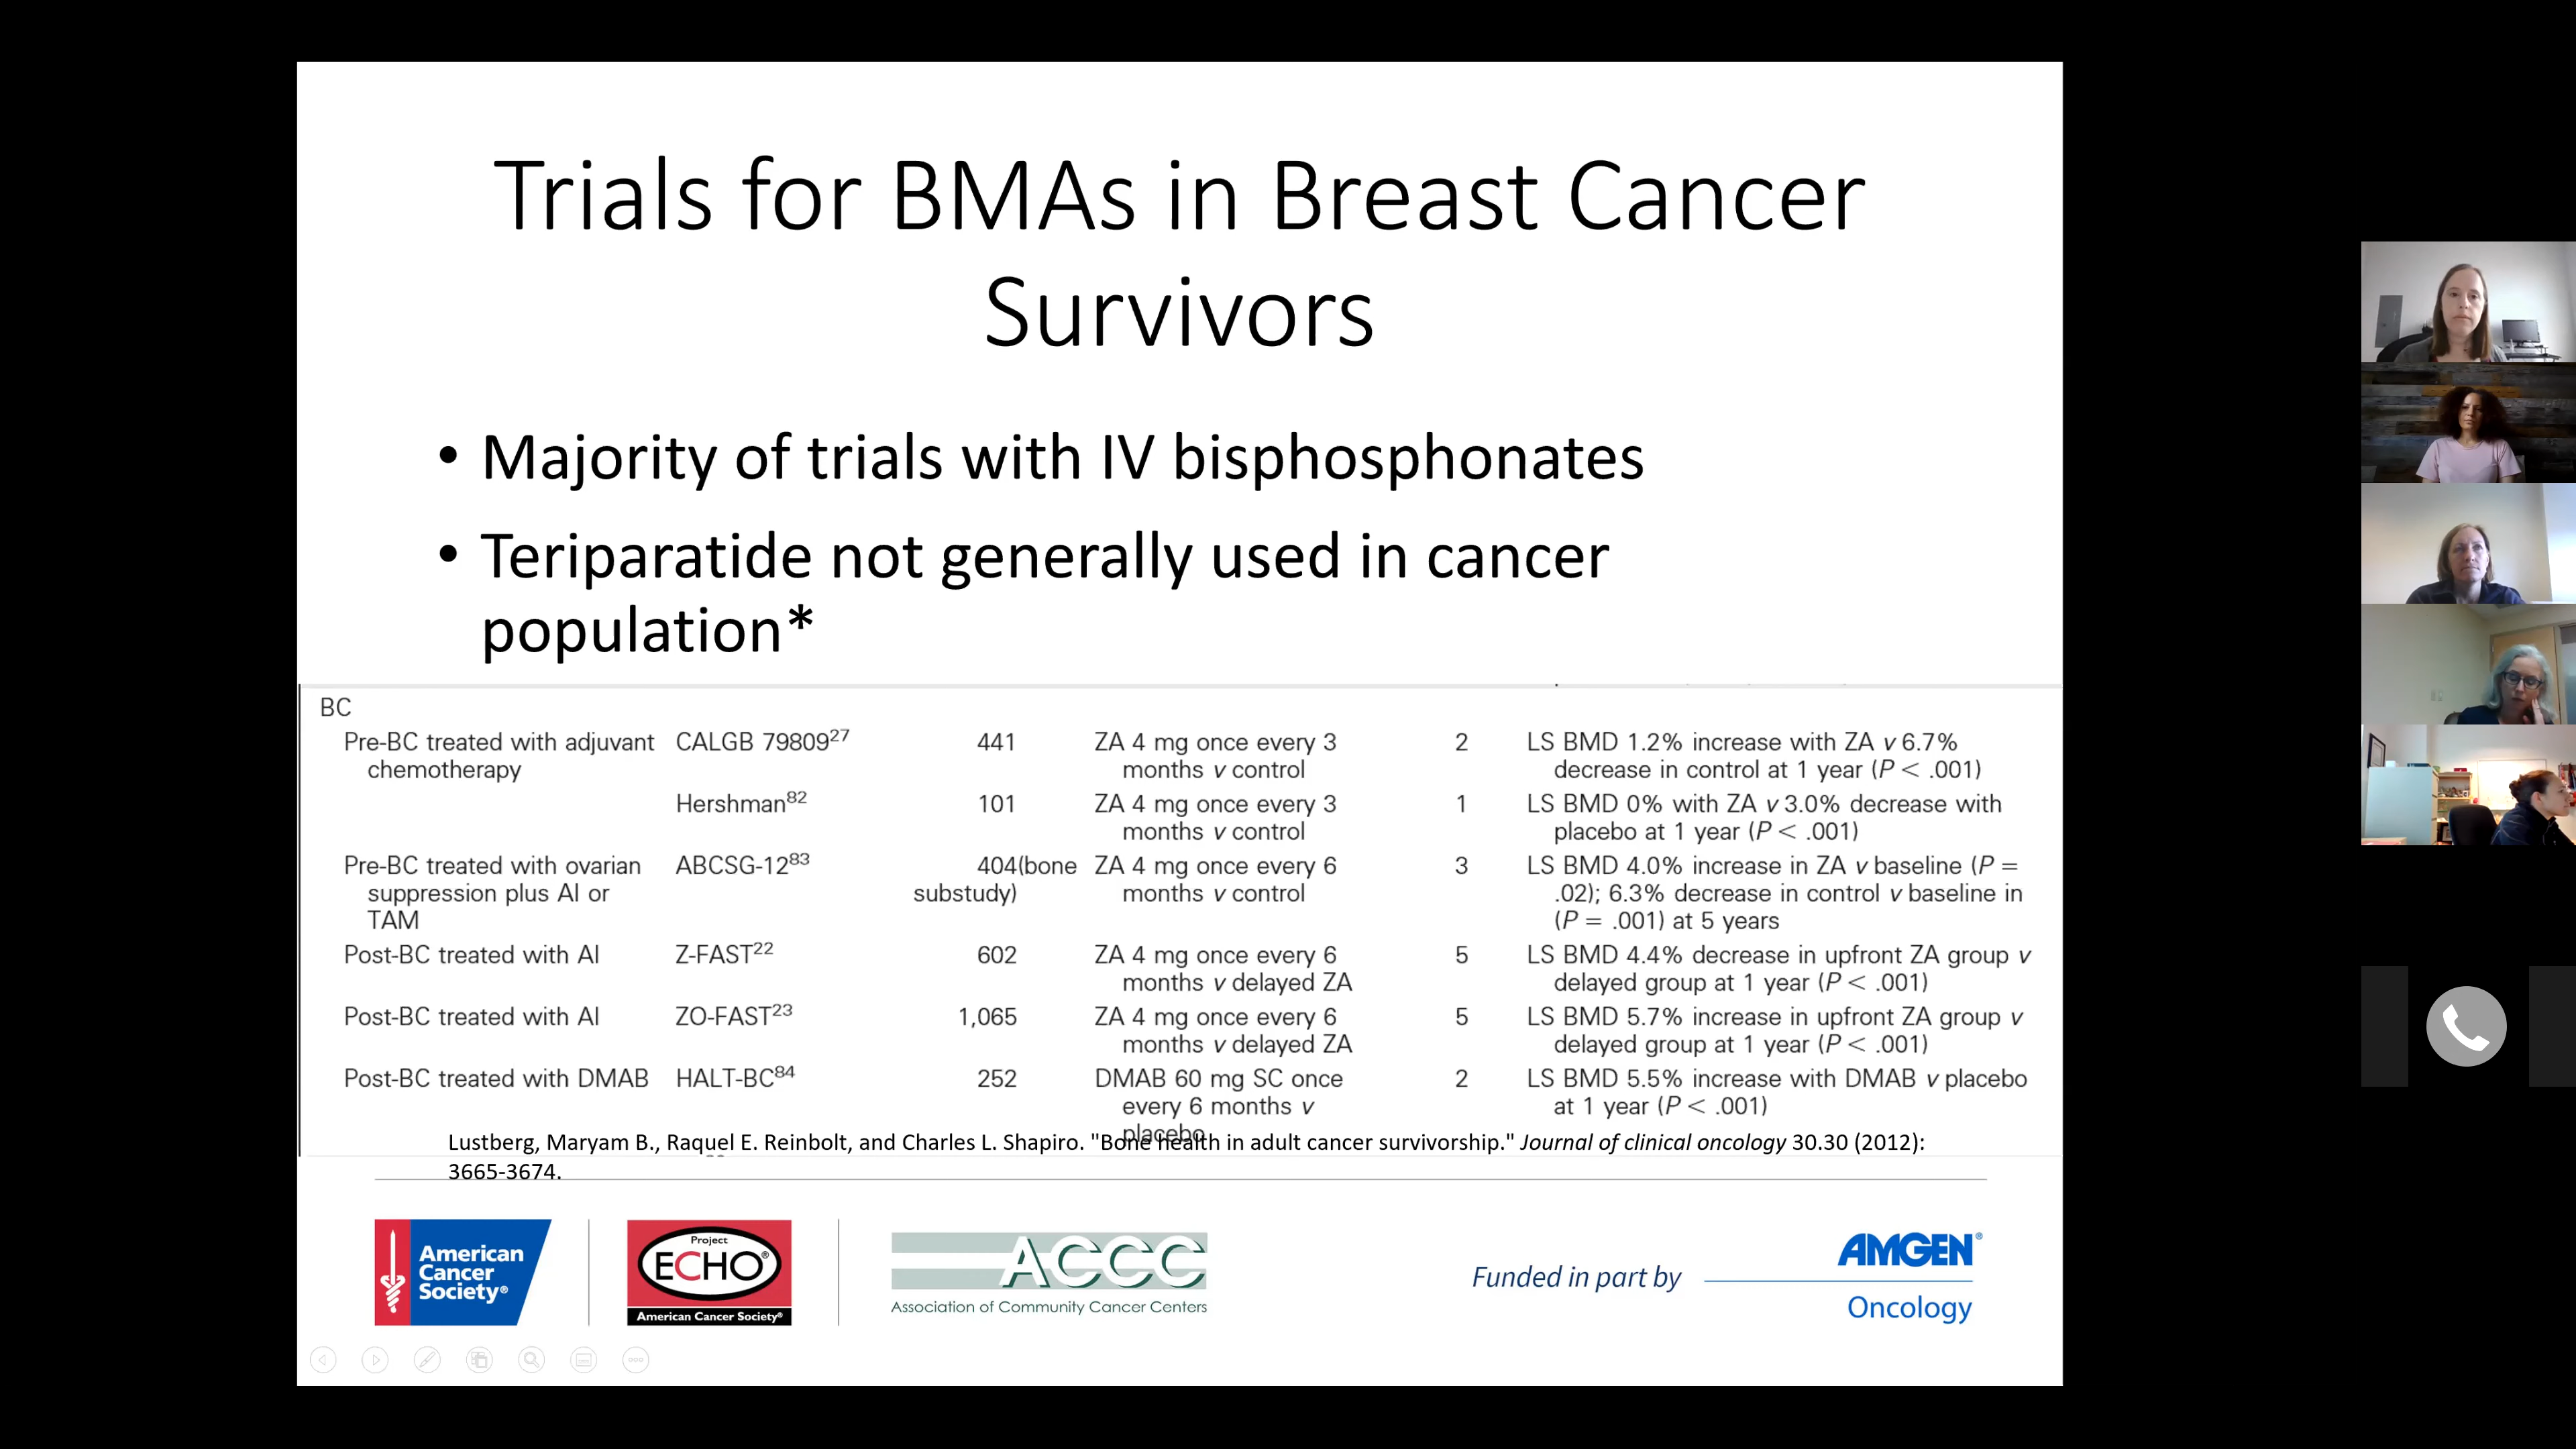 Trials for BMAs in Breast Cancer
Survivors
• Majority of trials with IV bisphosphonates
• Teriparatide not generally used in cancer
population*
BC
Pre-BC treated with adjuvant CALGB 79809²⁷ 441 ZA 4 mg once every 3 2 LS BMD 1.2% increase with ZA v 6.7%
chemotherapy months v control decrease in control at 1 year (P < .001)
Hershman⁸² 101 ZA 4 mg once every 3 1 LS BMD 0% with ZA v 3.0% decrease with
months v control placebo at 1 year (P < .001)
Pre-BC treated with ovarian ABCSG-12⁸³ 404(bone ZA 4 mg once every 6 3 LS BMD 4.0% increase in ZA v baseline (P =
suppression plus AI or substudy) months v control .02); 6.3% decrease in control v baseline in
TAM (P = .001) at 5 years
Post-BC treated with AI Z-FAST²² 602 ZA 4 mg once every 6 5 LS BMD 4.4% decrease in upfront ZA group v
months v delayed ZA delayed group at 1 year (P < .001)
Post-BC treated with AI ZO-FAST²³ 1,065 ZA 4 mg once every 6 5 LS BMD 5.7% increase in upfront ZA group v
months v delayed ZA delayed group at 1 year (P < .001)
Post-BC treated with DMAB HALT-BC⁸⁴ 252 DMAB 60 mg SC once 2 LS BMD 5.5% increase with DMAB v placebo
every 6 months v at 1 year (P < .001)
placebo
Lustberg, Maryam B., Raquel E. Reinbolt, and Charles L. Shapiro. "Bone health in adult cancer survivorship." Journal of clinical oncology 30.30 (2012):
3665-3674.
American
Cancer
Society®
Project
ECHO®
American Cancer Society®
ACCC
Association of Community Cancer Centers
Funded in part by
AMGEN®
Oncology